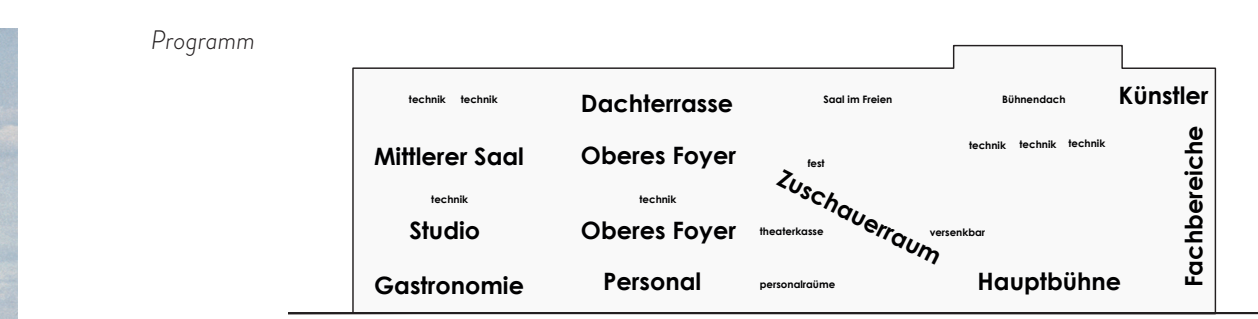 Programm
technik technik
Dachterrasse
Saal im Freien
Bühnendach
Künstler
Mittlerer Saal
Oberes Foyer
fest
technik technik technik
technik
technik
Zuschauerraum
Fachbereiche
Studio
Oberes Foyer
theaterkasse
versenkbar
Gastronomie
Personal
personalraüme
Hauptbühne